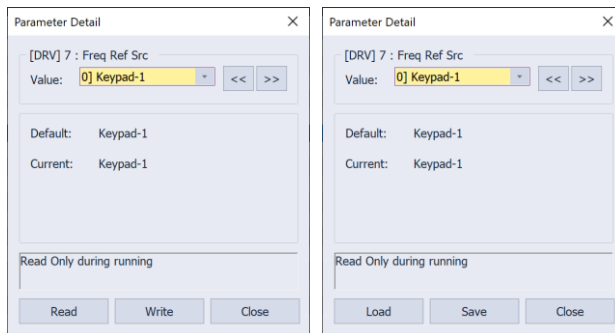 Parameter Detail
[DRV] 7 : Freq Ref Src
Value: 0] Keypad-1 << >>
Default: Keypad-1
Current: Keypad-1
Read Only during running
Read Write Close
Parameter Detail
[DRV] 7 : Freq Ref Src
Value: 0] Keypad-1 << >>
Default: Keypad-1
Current: Keypad-1
Read Only during running
Load Save Close